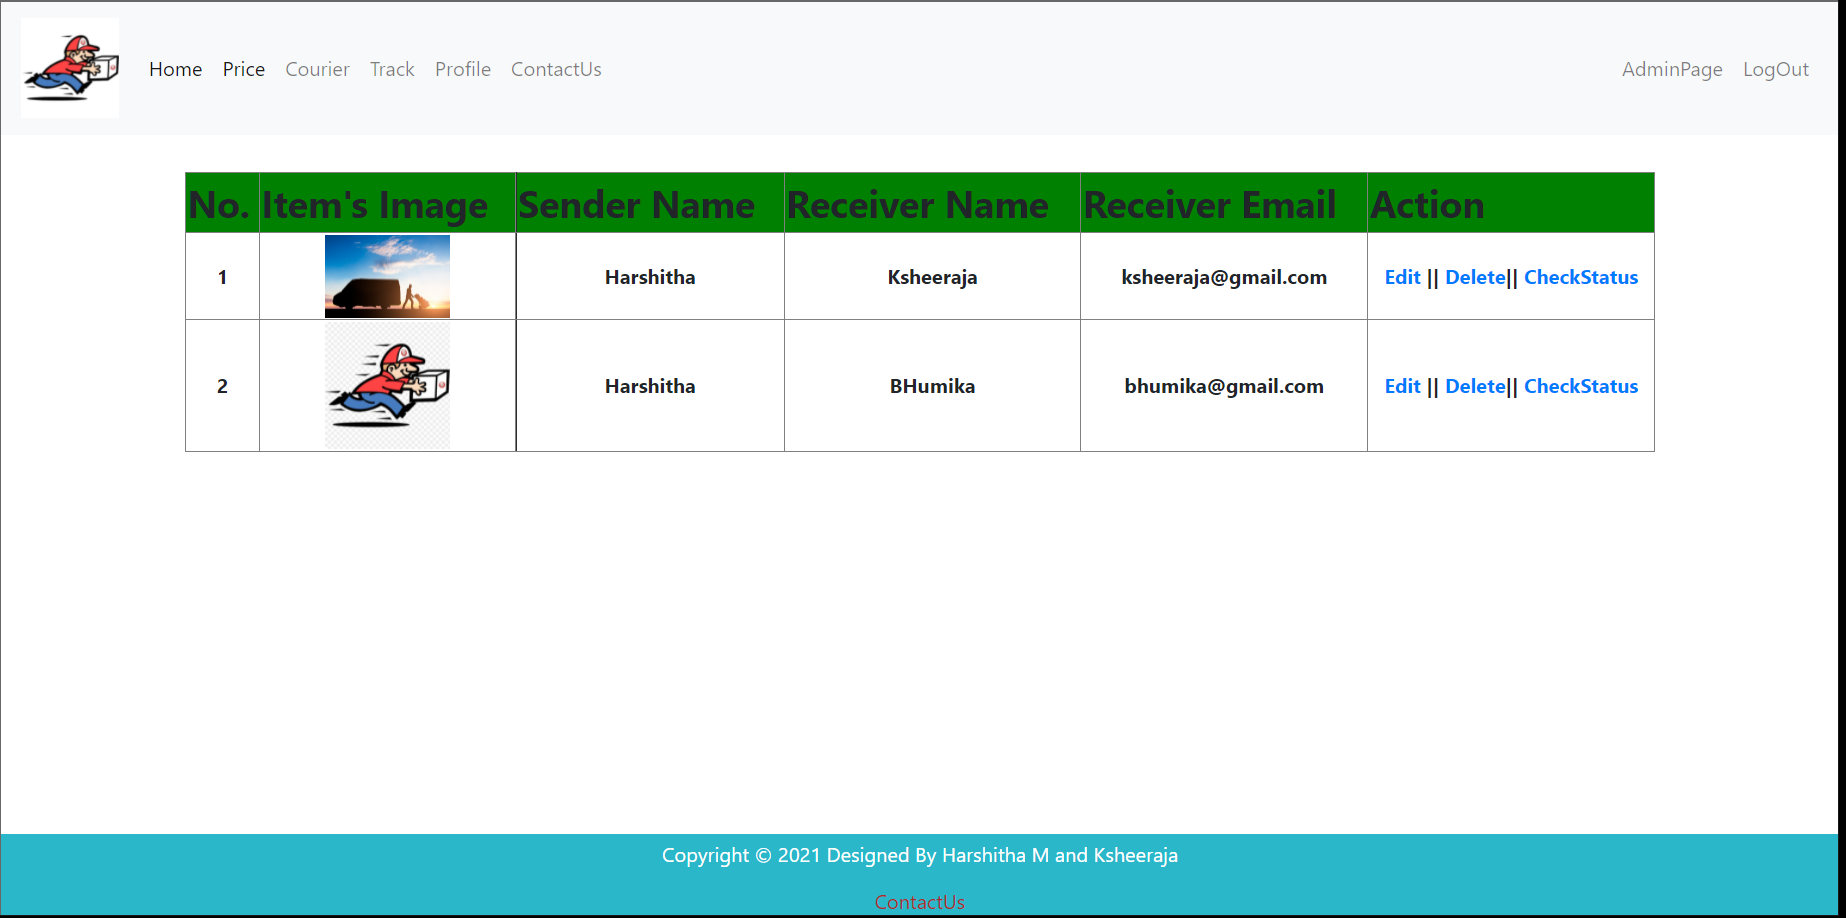 Home Price Courier Track Profile ContactUs AdminPage LogOut
No. Item's Image Sender Name Receiver Name Receiver Email Action
1 Harshitha Ksheeraja ksheeraja@gmail.com Edit || Delete|| CheckStatus
2 Harshitha BHumika bhumika@gmail.com Edit || Delete|| CheckStatus
Copyright © 2021 Designed By Harshitha M and Ksheeraja
ContactUs